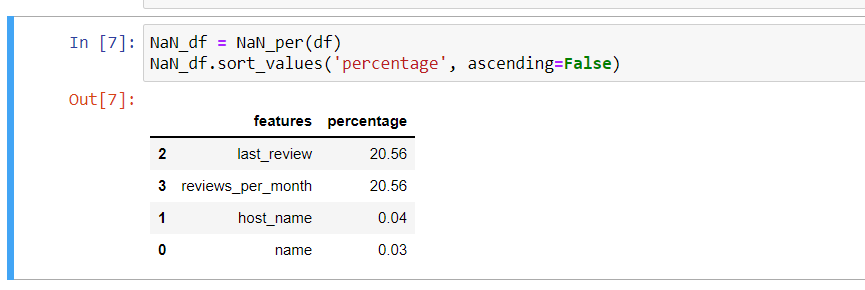 In [7]: NaN_df = NaN_per(df)
NaN_df.sort_values('percentage', ascending=False)
Out[7]:
features percentage
2 last_review 20.56
3 reviews_per_month 20.56
1 host_name 0.04
0 name 0.03